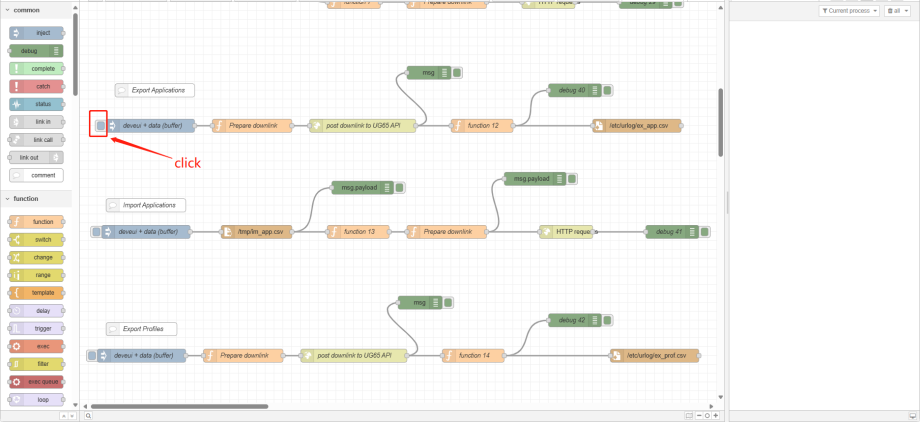 common
inject
debug
complete
catch
status
link in
link call
link out
comment
function
function
switch
change
range
template
delay
trigger
exec
filter
exec queue
loop
Prepare downlink
HTTP request
msg
debug 40
Export Applications
deveui + data (buffer)
Prepare downlink
post downlink to UG65 API
function 12
/etc/urlog/ex_app.csv
click
msg.payload
msg.payload
Import Applications
deveui + data (buffer)
/tmp/im_app.csv
function 13
Prepare downlink
HTTP reque
debug 41
msg
debug 42
Export Profiles
deveui + data (buffer)
Prepare downlink
post downlink to UG65 API
function 14
/etc/urlog/ex_prof.csv
Current process
all